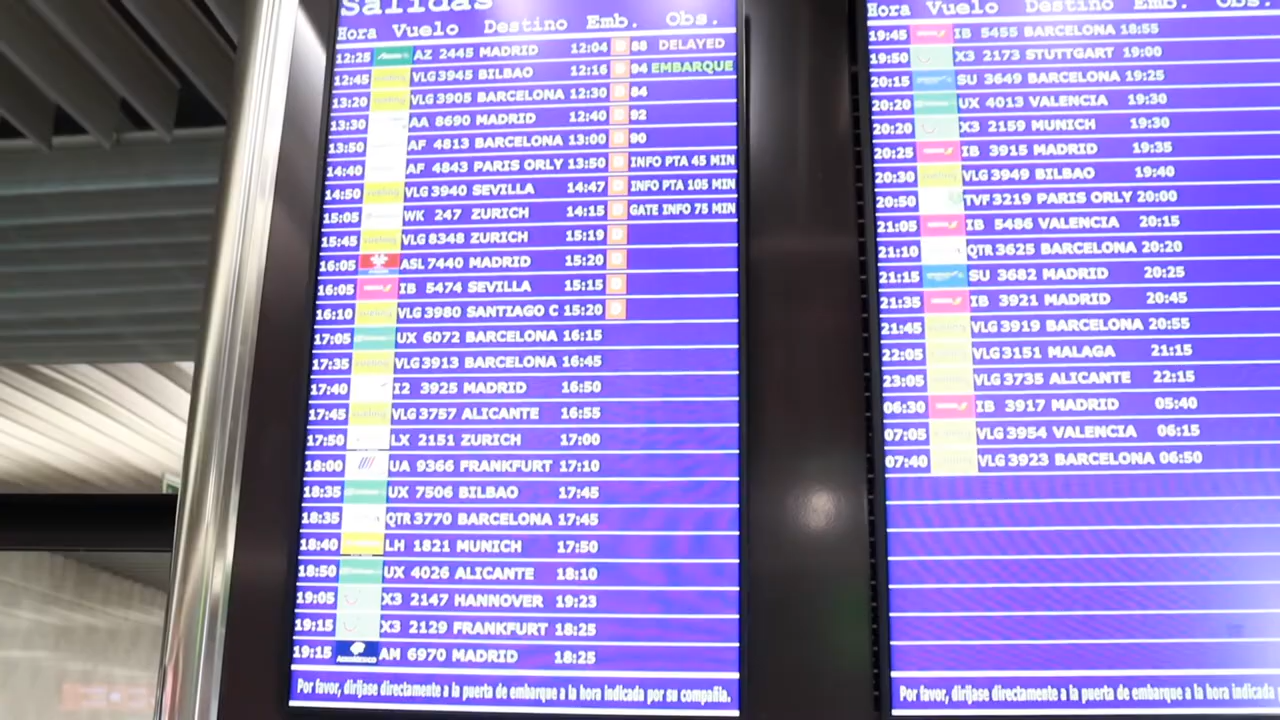 Salidas
Hora Vuelo Destino Emb. Obs.
12:25 AZ 2445 MADRID 12:04 D 88 DELAYED
12:45 vueling VLG 3945 BILBAO 12:16 D 94 EMBARQUE
13:20 vueling VLG 3905 BARCELONA 12:30 D 84
13:30 AA 8690 MADRID 12:40 92
13:50 AF 4813 BARCELONA 13:00 D 90
14:40 AF 4843 PARIS ORLY 13:50 D INFO PTA 45 MIN
14:50 vueling VLG 3940 SEVILLA 14:47 D INFO PTA 105 MIN
15:05 WK 247 ZURICH 14:15 D GATE INFO 75 MIN
15:45 vueling VLG 8348 ZURICH 15:19 D
16:05 ASL 7440 MADRID 15:20 D
16:05 IB 5474 SEVILLA 15:15 D
16:10 vueling VLG 3980 SANTIAGO C 15:20 D
17:05 UX 6072 BARCELONA 16:15
17:35 vueling VLG 3913 BARCELONA 16:45
17:40 I2 3925 MADRID 16:50
17:45 vueling VLG 3757 ALICANTE 16:55
17:50 LX 2151 ZURICH 17:00
18:00 UA 9366 FRANKFURT 17:10
18:35 UX 7506 BILBAO 17:45
18:35 QTR 3770 BARCELONA 17:45
18:40 LH 1821 MUNICH 17:50
18:50 UX 4026 ALICANTE 18:10
19:05 X3 2147 HANNOVER 19:23
19:15 X3 2129 FRANKFURT 18:25
19:15 AEROMEXICO AM 6970 MADRID 18:25
Por favor, diríjase directamente a la puerta de embarque a la hora indicada por su compañia.
Hora Vuelo Destino Emb. Obs.
19:45 IB 5455 BARCELONA 18:55
19:50 X3 2173 STUTTGART 19:00
20:15 SU 3649 BARCELONA 19:25
20:20 UX 4013 VALENCIA 19:30
20:20 X3 2159 MUNICH 19:30
20:25 IB 3915 MADRID 19:35
20:30 vueling VLG 3949 BILBAO 19:40
20:50 TVF 3219 PARIS ORLY 20:00
21:05 IB 5486 VALENCIA 20:15
21:10 QTR 3625 BARCELONA 20:20
21:15 SU 3682 MADRID 20:25
21:35 IB 3921 MADRID 20:45
21:45 vueling VLG 3919 BARCELONA 20:55
22:05 vueling VLG 3151 MALAGA 21:15
23:05 vueling VLG 3735 ALICANTE 22:15
06:30 IB 3917 MADRID 05:40
07:05 vueling VLG 3954 VALENCIA 06:15
07:40 vueling VLG 3923 BARCELONA 06:50
Por favor, diríjase directamente a la puerta de embarque a la hora indicada